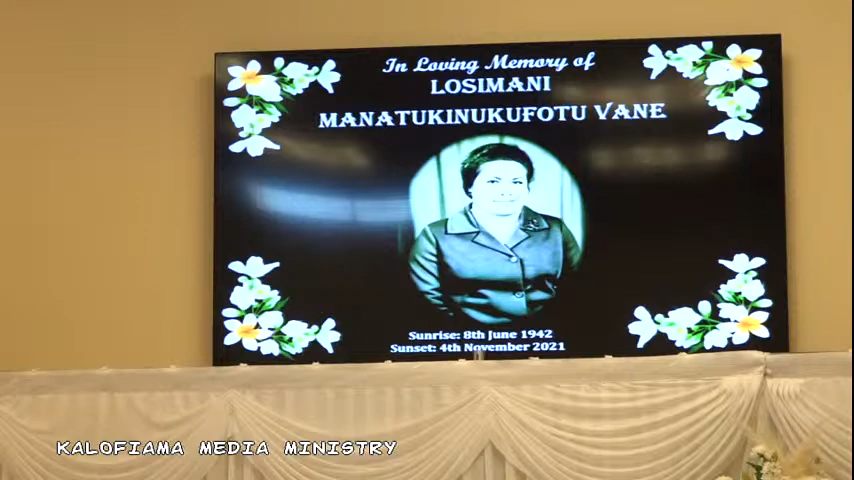 In Loving Memory of
LOSIMANI
MANATUKINUKUFOTU VANE
Sunrise: 8th June 1942
Sunset: 4th November 2021
KALOFIAMA MEDIA MINISTRY